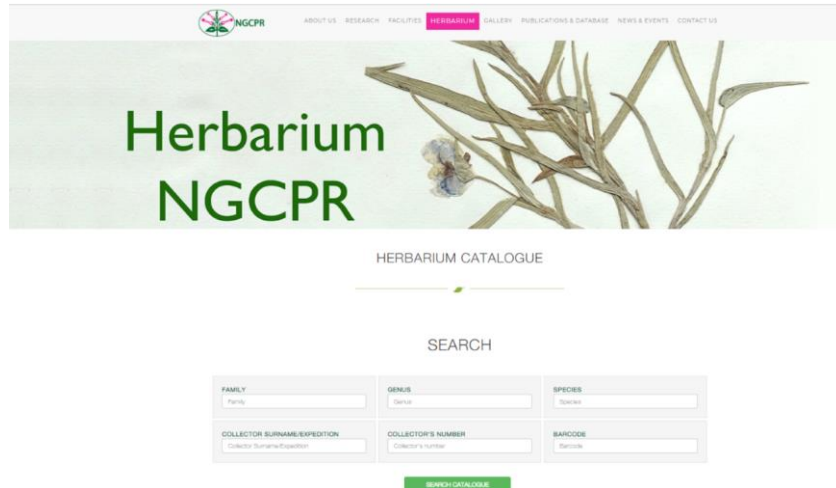 NGCPR
ABOUT US RESEARCH FACILITIES HERBARIUM GALLERY PUBLICATIONS & DATABASE NEWS & EVENTS CONTACT US
Herbarium
NGCPR
HERBARIUM CATALOGUE
SEARCH
FAMILY GENUS SPECIES
Family Genus Species
COLLECTOR SURNAME/EXPEDITION COLLECTOR'S NUMBER BARCODE
Collector Surname/Expedition Collector's number Barcode
SEARCH CATALOGUE